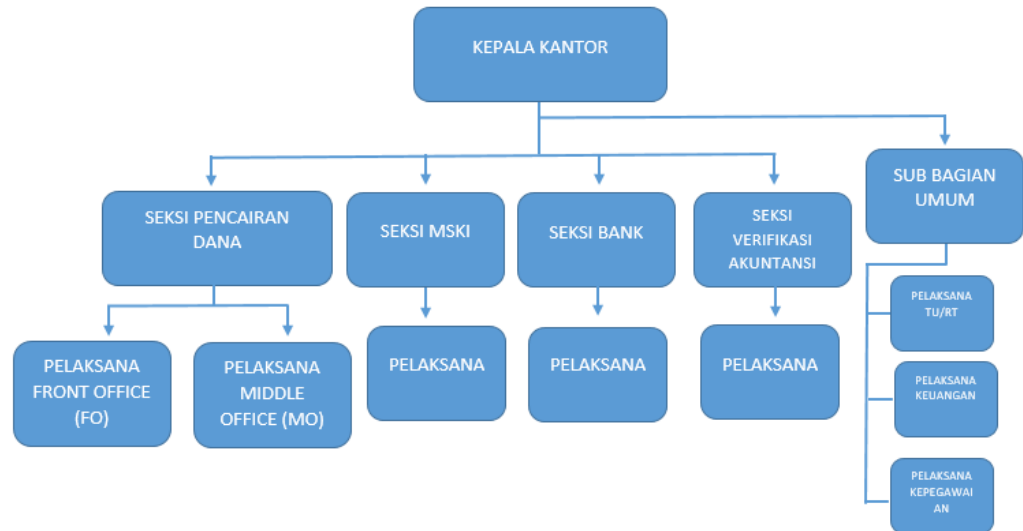 KEPALA KANTOR
SUB BAGIAN
UMUM
SEKSI PENCAIRAN
DANA
SEKSI MSKI
SEKSI BANK
SEKSI
VERIFIKASI
AKUNTANSI
PELAKSANA
FRONT OFFICE
(FO)
PELAKSANA
MIDDLE
OFFICE (MO)
PELAKSANA
PELAKSANA
PELAKSANA
PELAKSANA
TU/RT
PELAKSANA
KEUANGAN
PELAKSANA
KEPEGAWAI
AN